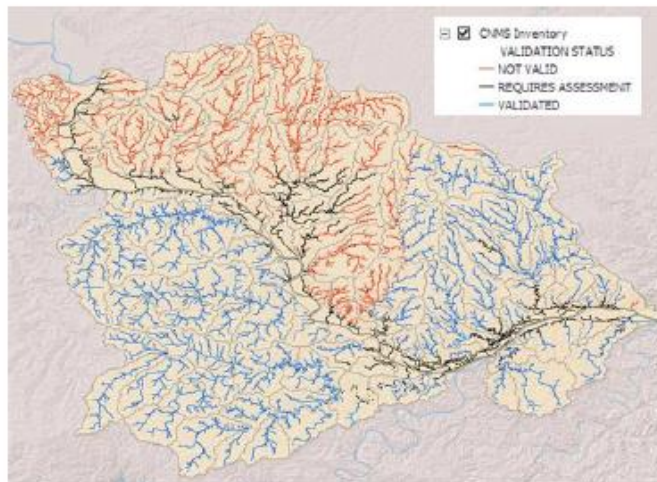 CNMS Inventory
VALIDATION STATUS
NOT VALID
REQUIRES ASSESSMENT
VALIDATED